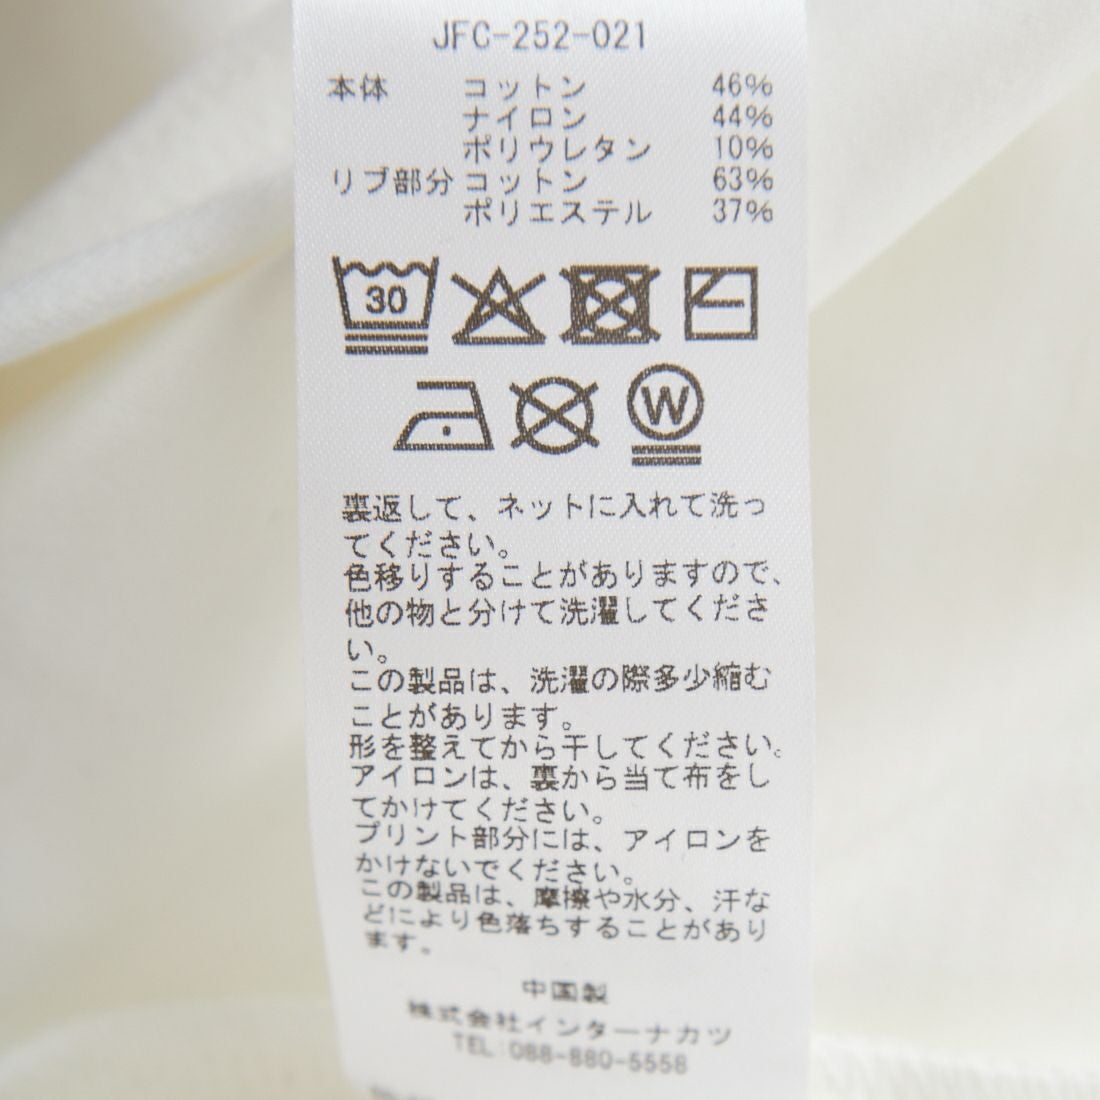 JFC-252-021
本体 コットン 46%
ナイロン 44%
ポリウレタン 10%
リブ部分 コットン 63%
ポリエステル 37%
30
W
裏返して、ネットに入れて洗っ
てください。
色移りすることがありますので、
他の物と分けて洗濯してくださ
い。
この製品は、洗濯の際多少縮む
ことがあります。
形を整えてから干してください。
アイロンは、裏から当て布をし
てかけてください。
プリント部分には、アイロンを
かけないでください。
この製品は、摩擦や水分、汗な
どにより色落ちすることがあり
ます。
中国製
株式会社インターナカツ
TEL:088-880-5558